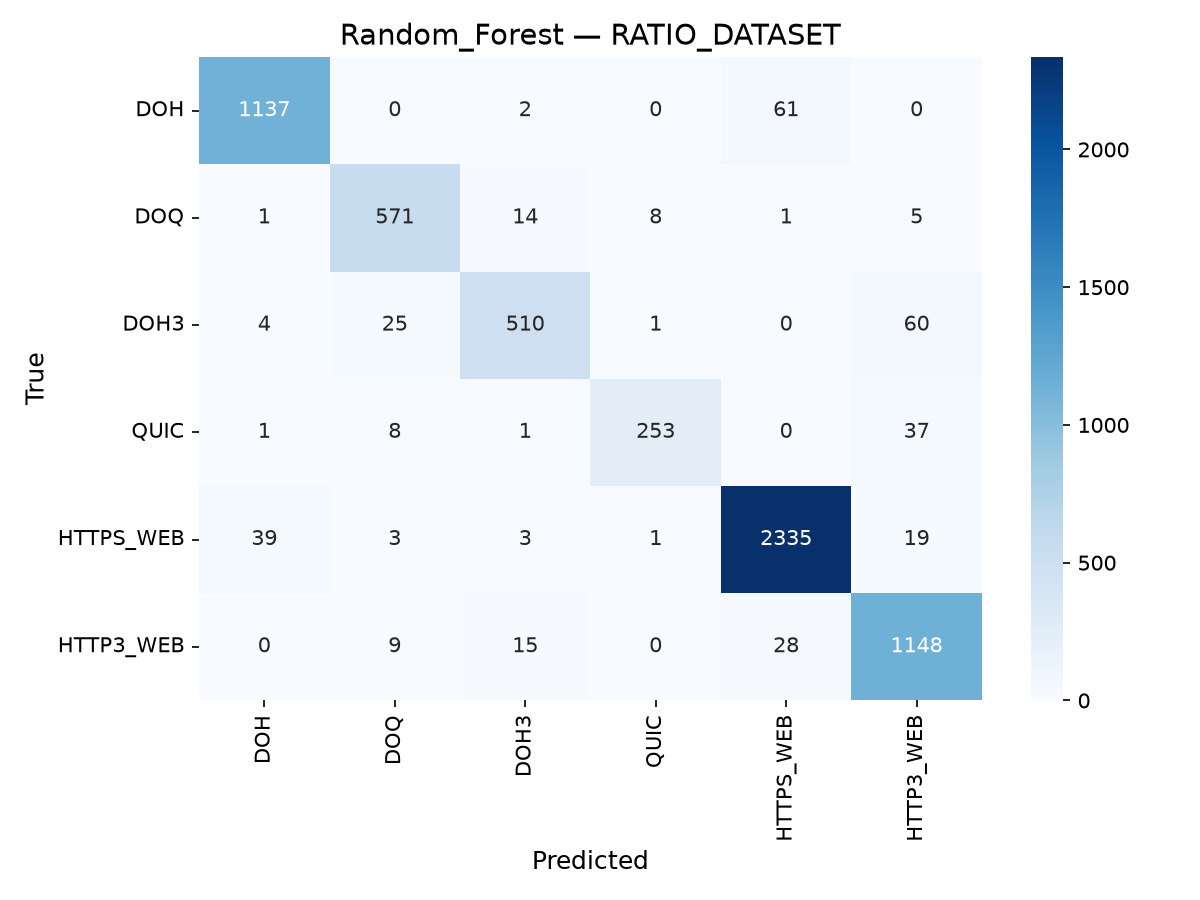 Random_Forest — RATIO_DATASET
DOH 1137 0 2 0 61 0
DOQ 1 571 14 8 1 5
DOH3 4 25 510 1 0 60
QUIC 1 8 1 253 0 37
HTTPS_WEB 39 3 3 1 2335 19
HTTP3_WEB 0 9 15 0 28 1148
True
DOH DOQ DOH3 QUIC HTTPS_WEB HTTP3_WEB
Predicted
2000
1500
1000
500
0